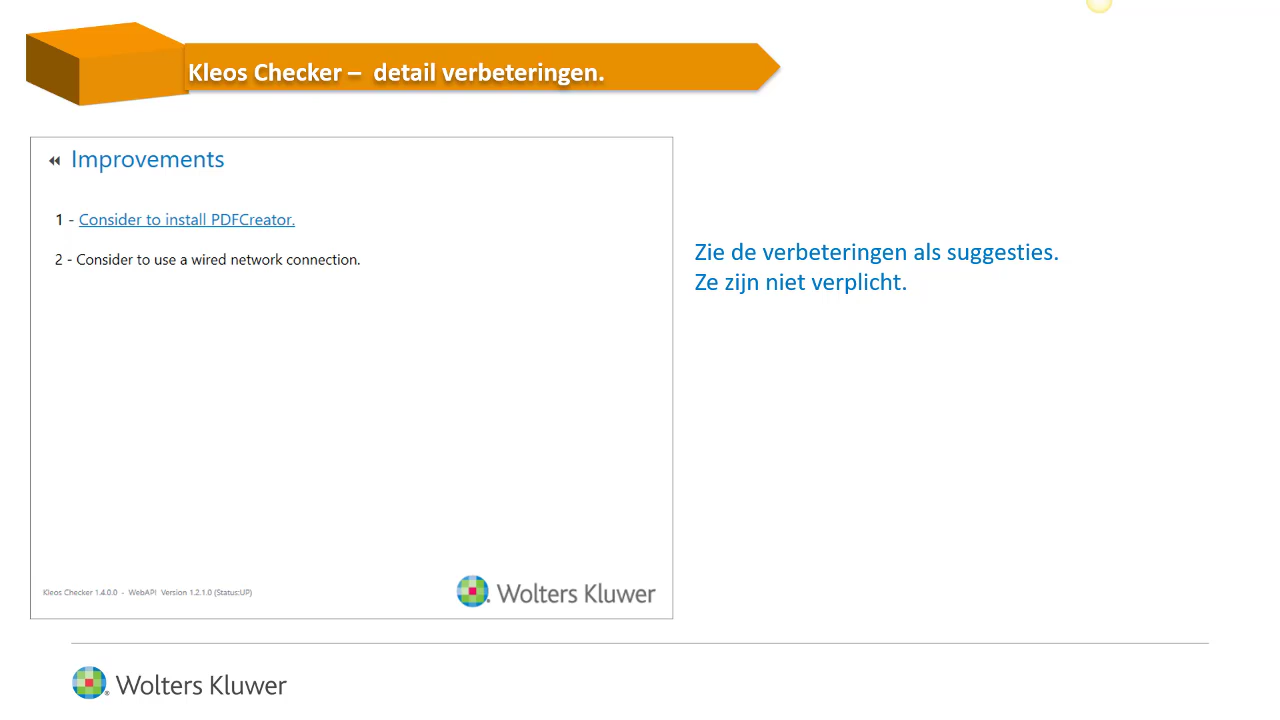 Kleos Checker – detail verbeteringen.
Improvements
1 - Consider to install PDFCreator.
2 - Consider to use a wired network connection.
Zie de verbeteringen als suggesties.
Ze zijn niet verplicht.
Kleos Checker 1.4.0.0 - WebAPI Version 1.2.1.0 (Status:UP)
Wolters Kluwer
Wolters Kluwer